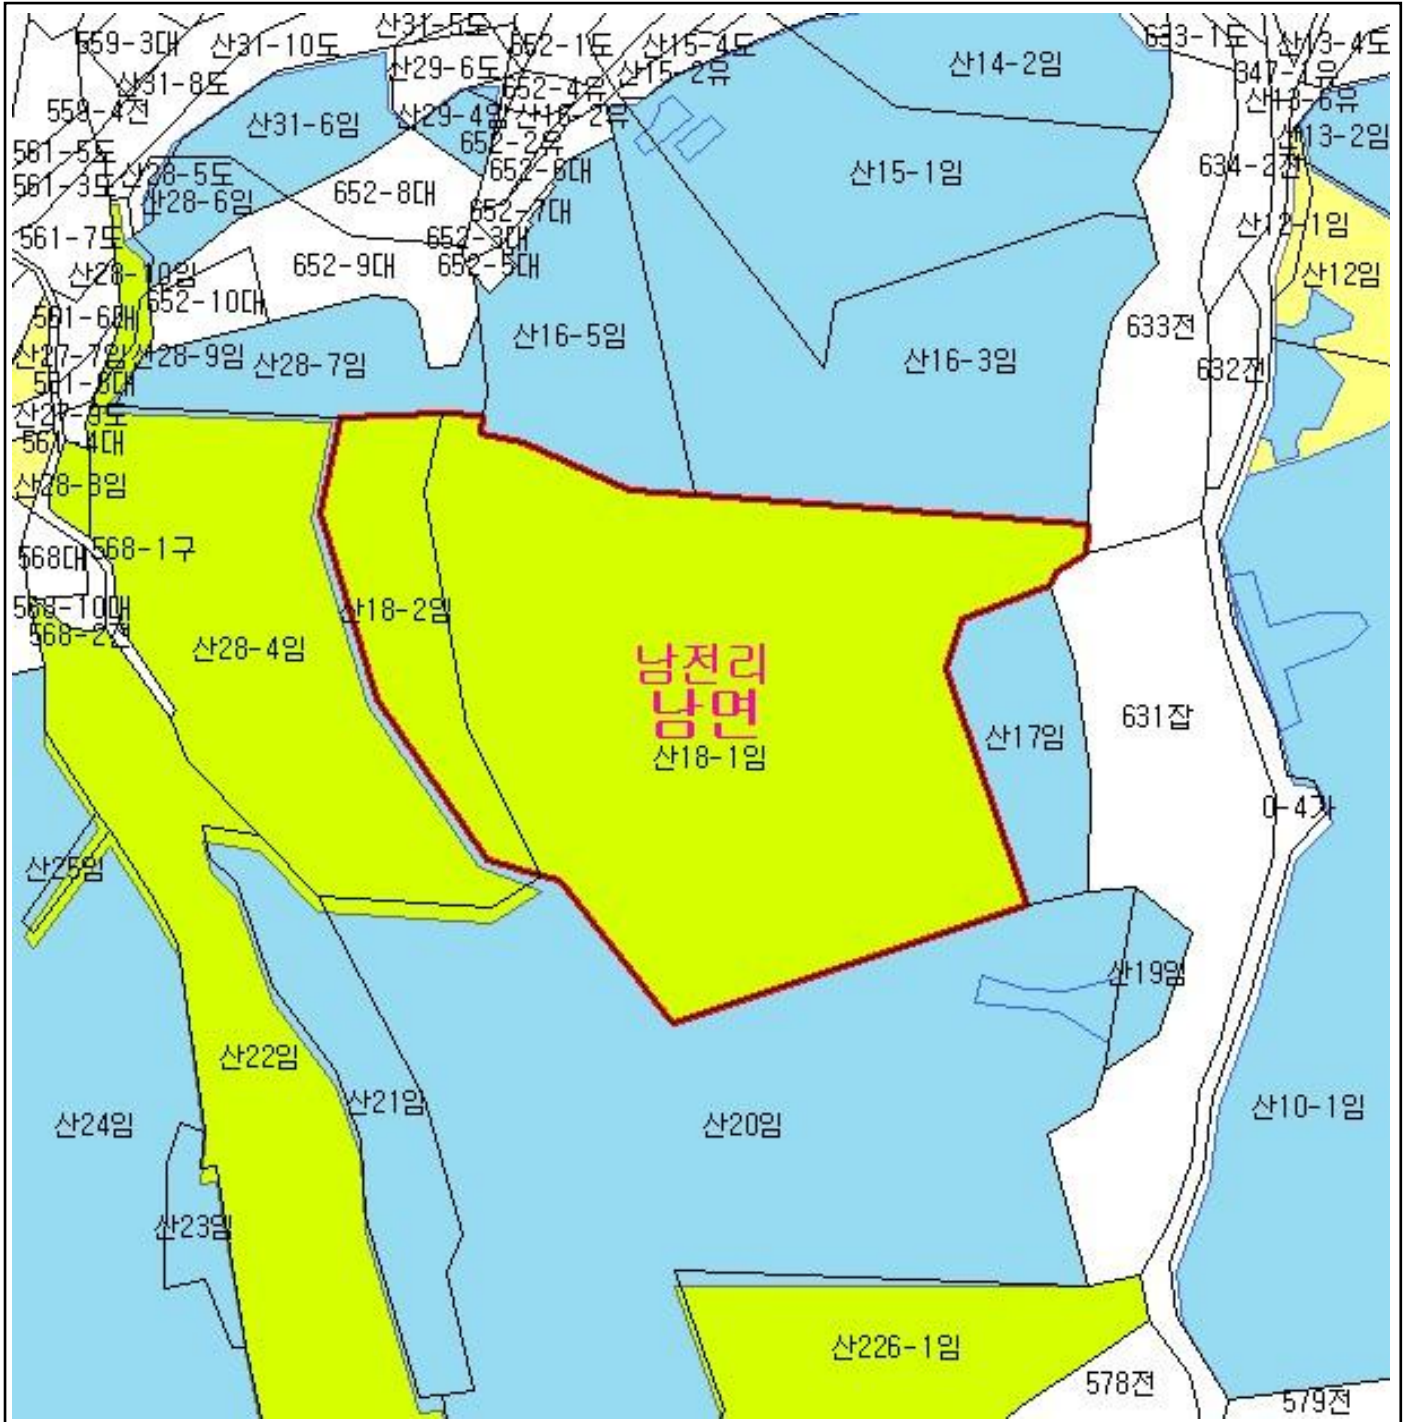 산31-5도
559-3대
산31-10도
652-1도
산15-4도
633-1도
산13-4도
산29-6도
산15-2유
산14-2임
347-1유
산31-8도
652-4유
산13-6유
559-4전
산31-6임
산29-4임
산16-2유
산13-2임
652-2유
561-5도
산28-5도
652-6대
산15-1임
634-2전
561-3도
산28-6임
652-8대
652-7대
561-7도
652-3대
산12-1임
산28-10임
652-9대
652-5대
산12임
652-10대
561-6대
산16-5임
633전
산27-7임
산28-9임
산28-7임
산16-3임
632전
561-8대
산27-9도
561-4대
산28-3임
568대
568-1구
568-10대
산18-2임
568-2전
산28-4임
남전리
남면
631잡
산17임
산18-1임
0-4가
산25임
산19임
산22임
산21임
산24임
산20임
산10-1임
산23임
산226-1임
578전
579전